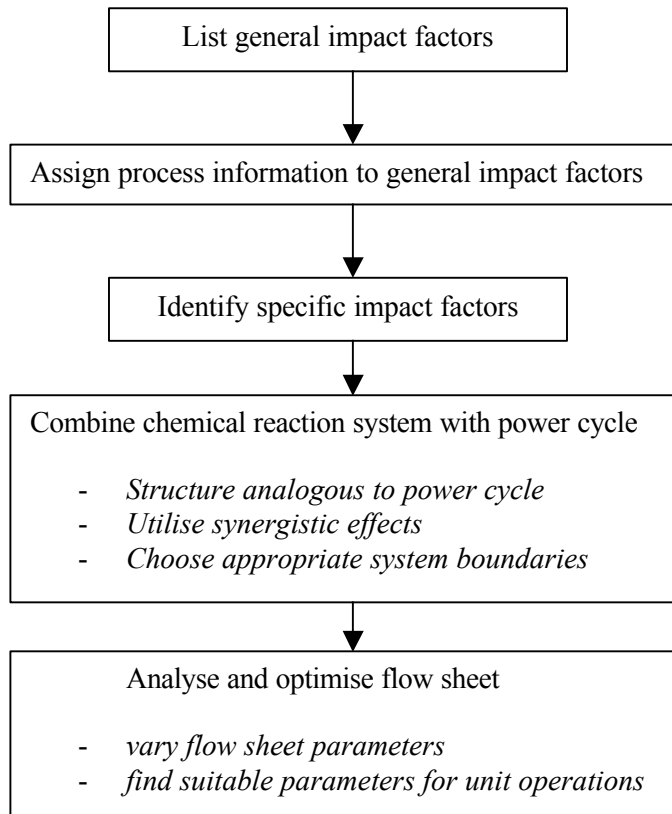 List general impact factors
Assign process information to general impact factors
Identify specific impact factors
Combine chemical reaction system with power cycle
- Structure analogous to power cycle
- Utilise synergistic effects
- Choose appropriate system boundaries
Analyse and optimise flow sheet
- vary flow sheet parameters
- find suitable parameters for unit operations